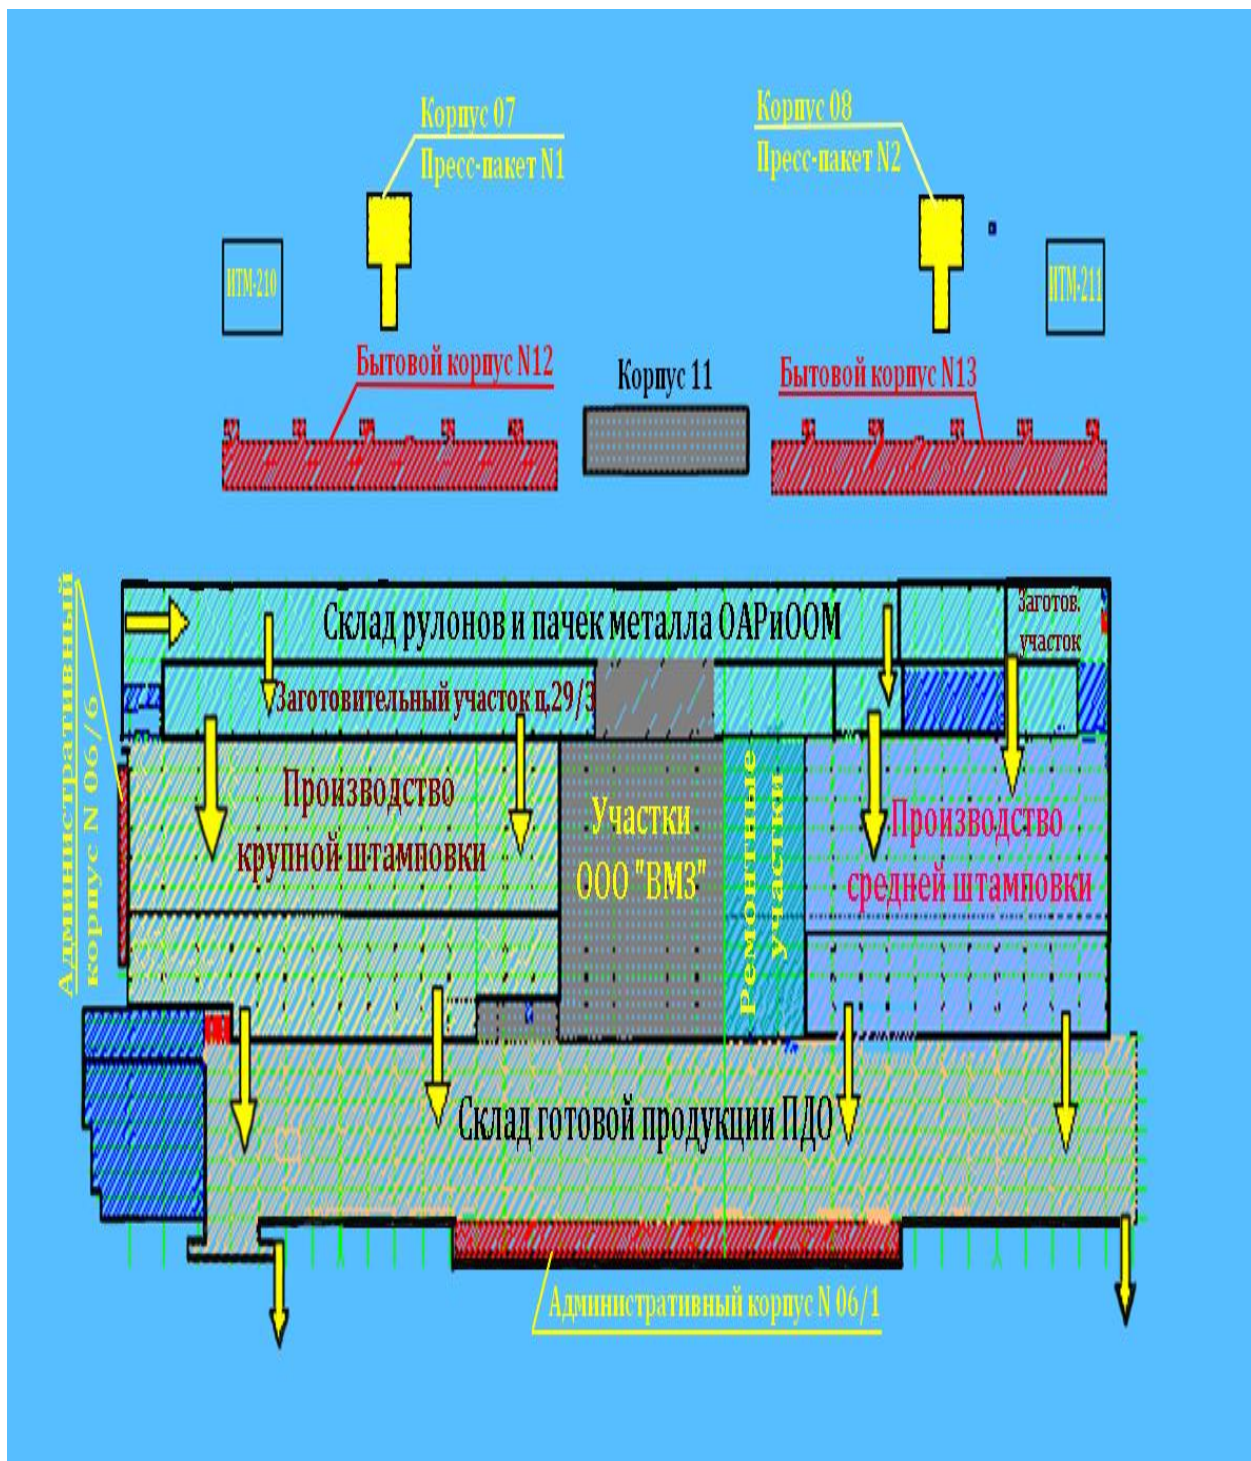 Корпус 07
Пресс-пакет N1
Корпус 08
Пресс-пакет N2
ИТМ-210
ИТМ-211
Бытовой корпус N12
Корпус 11
Бытовой корпус N13
Административный
корпус N 06/6
Склад рулонов и пачек металла ОАРиООМ
Заготов.
участок
Заготовительный участок ц.29/3
Производство
крупной штамповки
Участки
ООО "ВМЗ"
Ремонтные
участки
Производство
средней штамповки
Склад готовой продукции ПДО
Административный корпус N 06/1